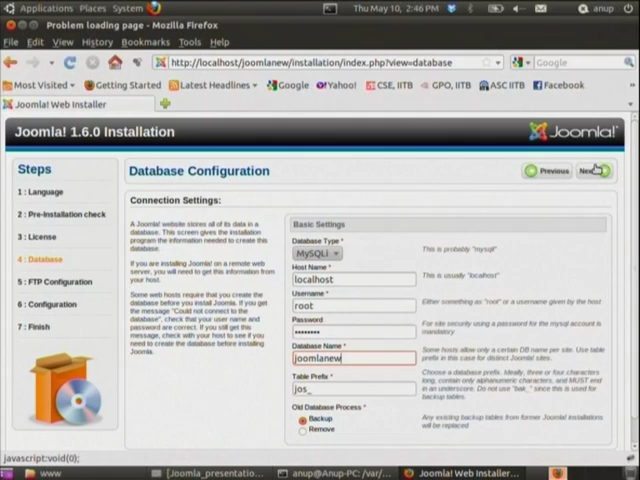 Applications Places System Thu May 10, 2:46 PM anup
Problem loading page - Mozilla Firefox
File Edit View History Bookmarks Tools Help
http://localhost/joomlanew/installation/index.php?view=database Google
Most Visited Getting Started Latest Headlines Google Yahoo! CSE, IITB GPO, IITB ASC IITB Facebook
Joomla! Web Installer
Joomla! 1.6.0 Installation
Joomla!
Steps
1 : Language
2 : Pre-Installation check
3 : License
4 : Database
5 : FTP Configuration
6 : Configuration
7 : Finish
Database Configuration
Previous
Connection Settings:
A Joomla! website stores all of its data in a
database. This screen gives the installation
program the information needed to create this
database.
If you are installing Joomla! on a remote web
server, you will need to get this information from
your host.
Some web hosts require that you create the
database before you install Joomla. If you get
the message "Could not connect to the
database", check that your user name and
password are correct. If you still get this
message, check with your host to see if you
need to create the database before installing
Joomla.
Basic Settings
Database Type *
MySQLi
This is probably "mysql"
Host Name *
localhost
This is usually "localhost"
Username *
root
Either something as "root" or a username given by the host
Password
For site security using a password for the mysql account is
mandatory
Database Name *
joomlanew
Some hosts allow only a certain DB name per site. Use table
prefix in this case for distinct Joomla! sites.
Table Prefix *
jos_
Choose a database prefix. Ideally, three or four characters
long, contain only alphanumeric characters, and MUST end
in an underscore. Do not use "bak_" since this is used for
backup tables.
Old Database Process *
Backup
Remove
Any existing backup tables from former Joomla! installations
will be replaced
javascript:void(0);
www [Joomla_presentatio... anup@Anup-PC: /var/... Joomla! Web Installer...